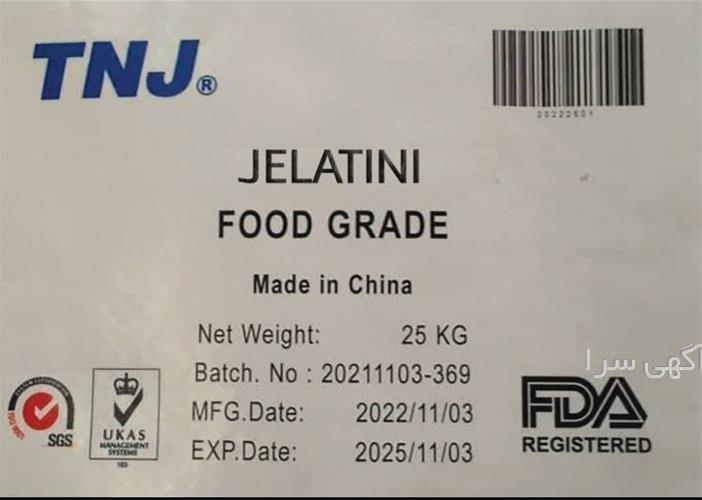 TNJ®
20222601
JELATINI
FOOD GRADE
Made in China
Net Weight: 25 KG
Batch. No : 20211103-369
MFG.Date: 2022/11/03
EXP.Date: 2025/11/03
SGS
UKAS
MANAGEMENT
SYSTEMS
FDA
REGISTERED
آگهی سرا